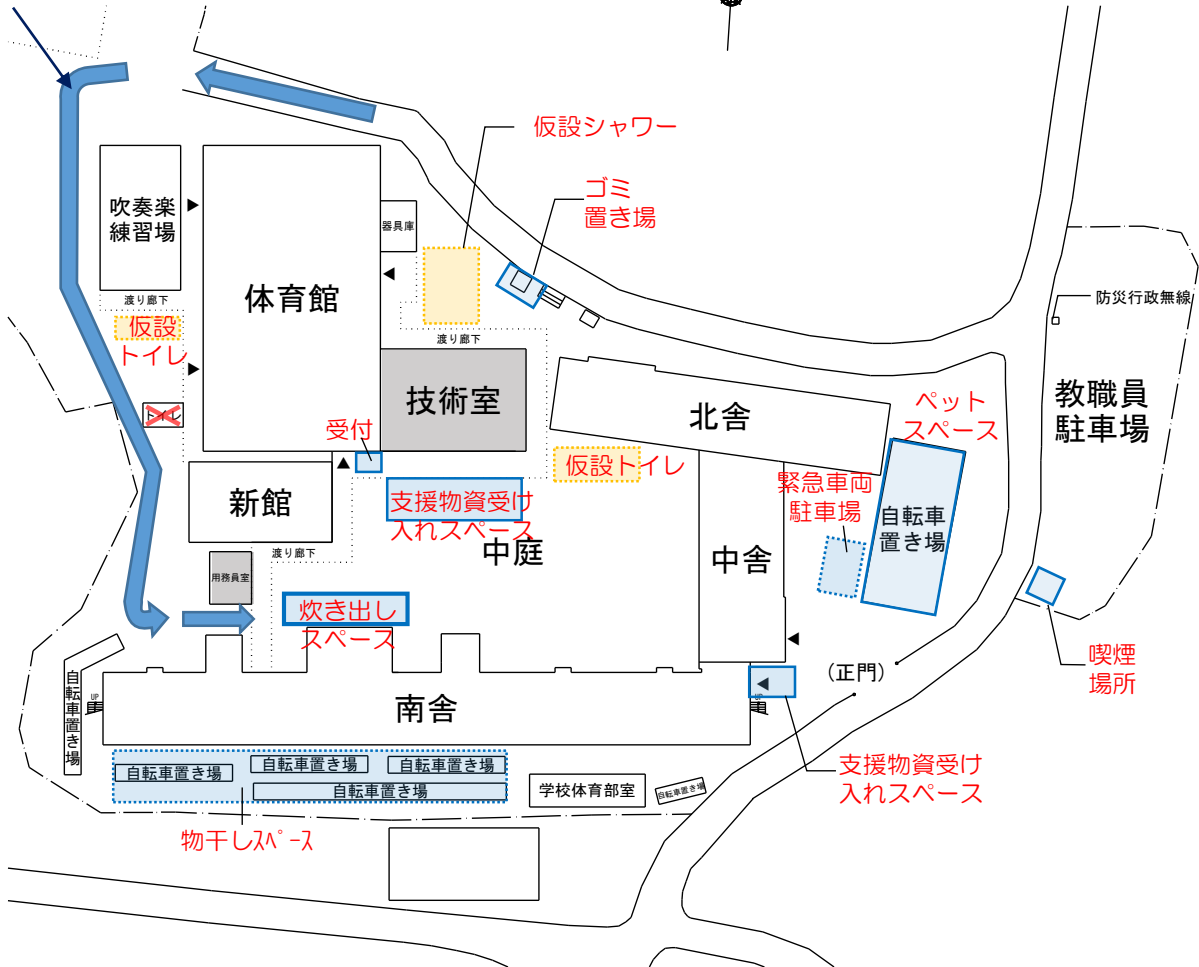 仮設シャワー
ゴミ
置き場
吹奏楽
練習場
器具庫
体育館
防災行政無線
渡り廊下
仮設
トイレ
渡り廊下
技術室
教職員
駐車場
北舎
ペット
スペース
トイレ
受付
仮設トイレ
緊急車両
駐車場
新館
支援物資受け
入れスペース
自転車
置き場
中庭
中舎
渡り廊下
用務員室
炊き出し
スペース
喫煙
場所
(正門)
自転車置き場
UP
南舎
UP
支援物資受け
入れスペース
自転車置き場
自転車置き場
自転車置き場
自転車置き場
学校体育部室
自転車置き場
物干しｽﾍﾟｰｽ